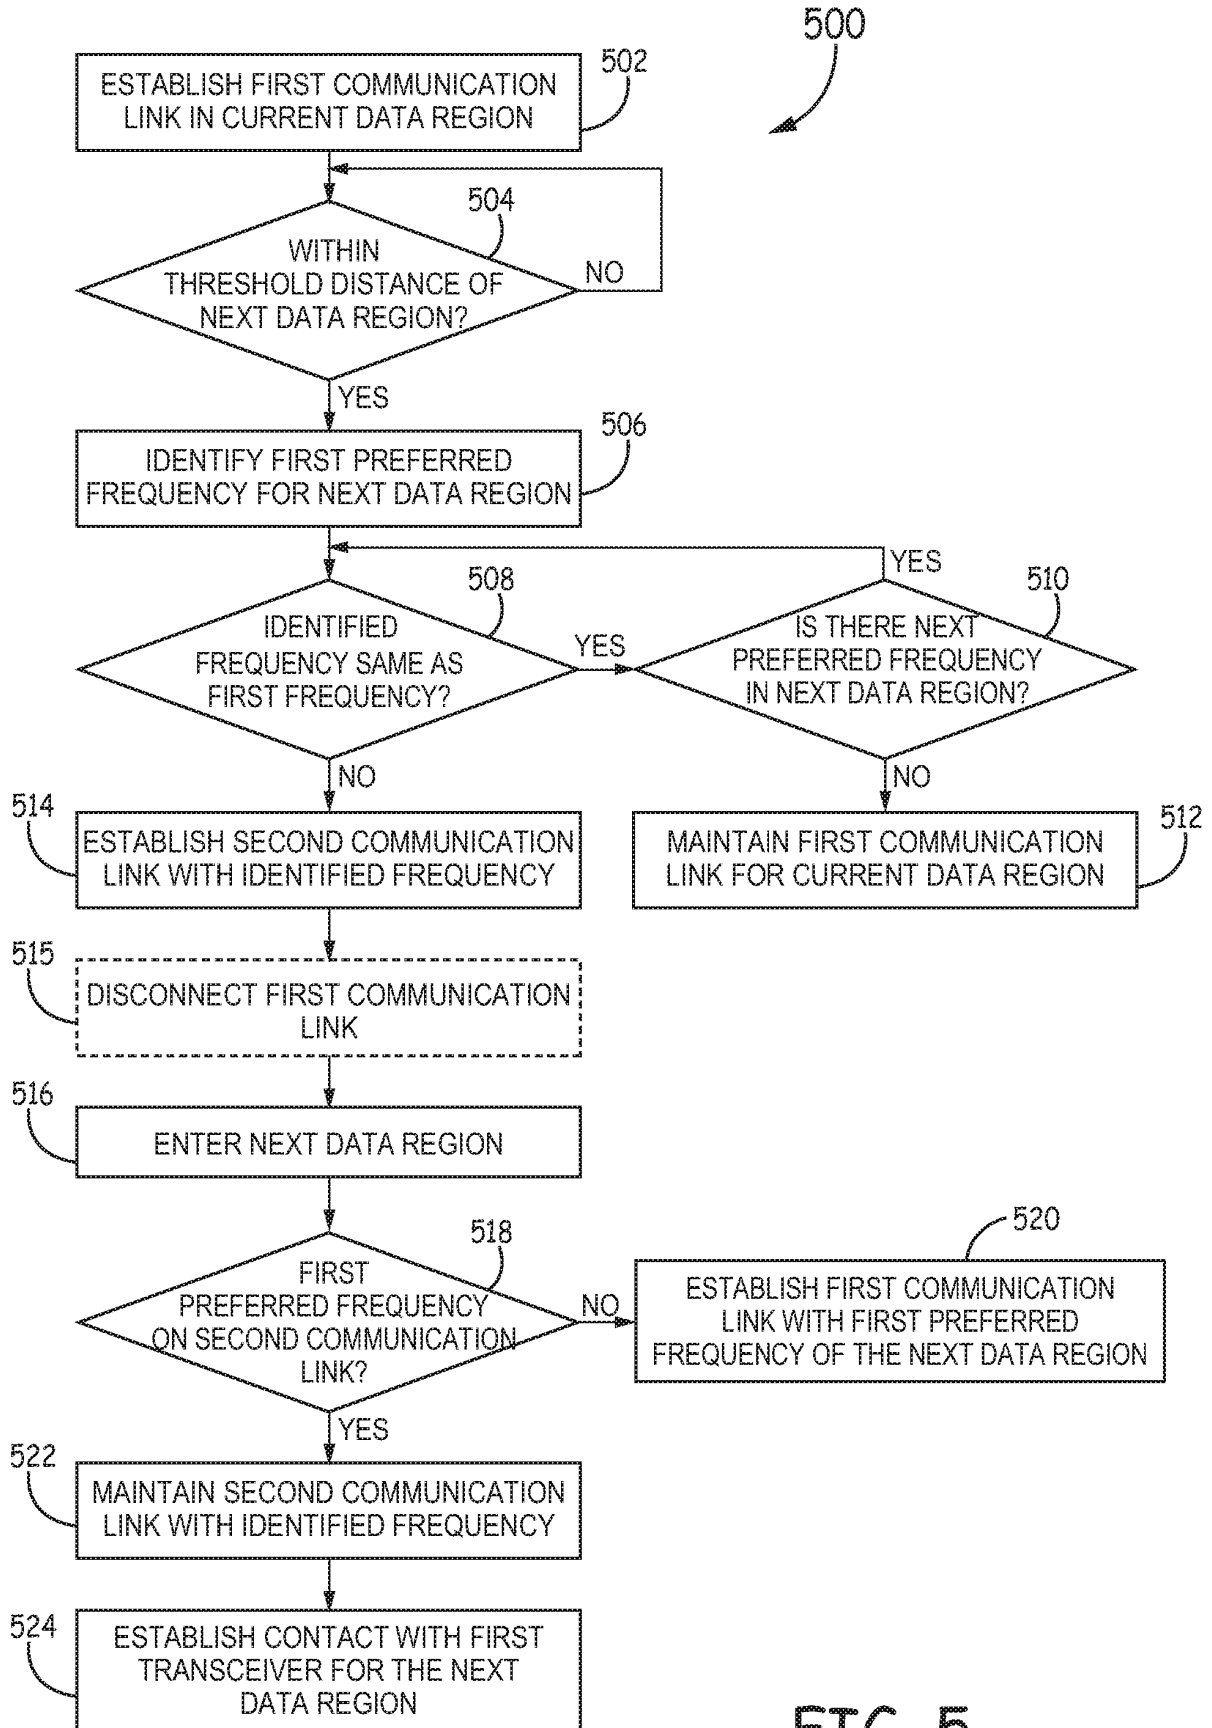 500
ESTABLISH FIRST COMMUNICATION
LINK IN CURRENT DATA REGION
502
WITHIN
THRESHOLD DISTANCE OF
NEXT DATA REGION?
504
NO
YES
IDENTIFY FIRST PREFERRED
FREQUENCY FOR NEXT DATA REGION
506
IDENTIFIED
FREQUENCY SAME AS
FIRST FREQUENCY?
508
YES
IS THERE NEXT
PREFERRED FREQUENCY
IN NEXT DATA REGION?
510
YES
NO
NO
514
ESTABLISH SECOND COMMUNICATION
LINK WITH IDENTIFIED FREQUENCY
MAINTAIN FIRST COMMUNICATION
LINK FOR CURRENT DATA REGION
512
515
DISCONNECT FIRST COMMUNICATION
LINK
516
ENTER NEXT DATA REGION
FIRST
PREFERRED FREQUENCY
ON SECOND COMMUNICATION
LINK?
518
NO
520
ESTABLISH FIRST COMMUNICATION
LINK WITH FIRST PREFERRED
FREQUENCY OF THE NEXT DATA REGION
YES
522
MAINTAIN SECOND COMMUNICATION
LINK WITH IDENTIFIED FREQUENCY
524
ESTABLISH CONTACT WITH FIRST
TRANSCEIVER FOR THE NEXT
DATA REGION
FIG. 5